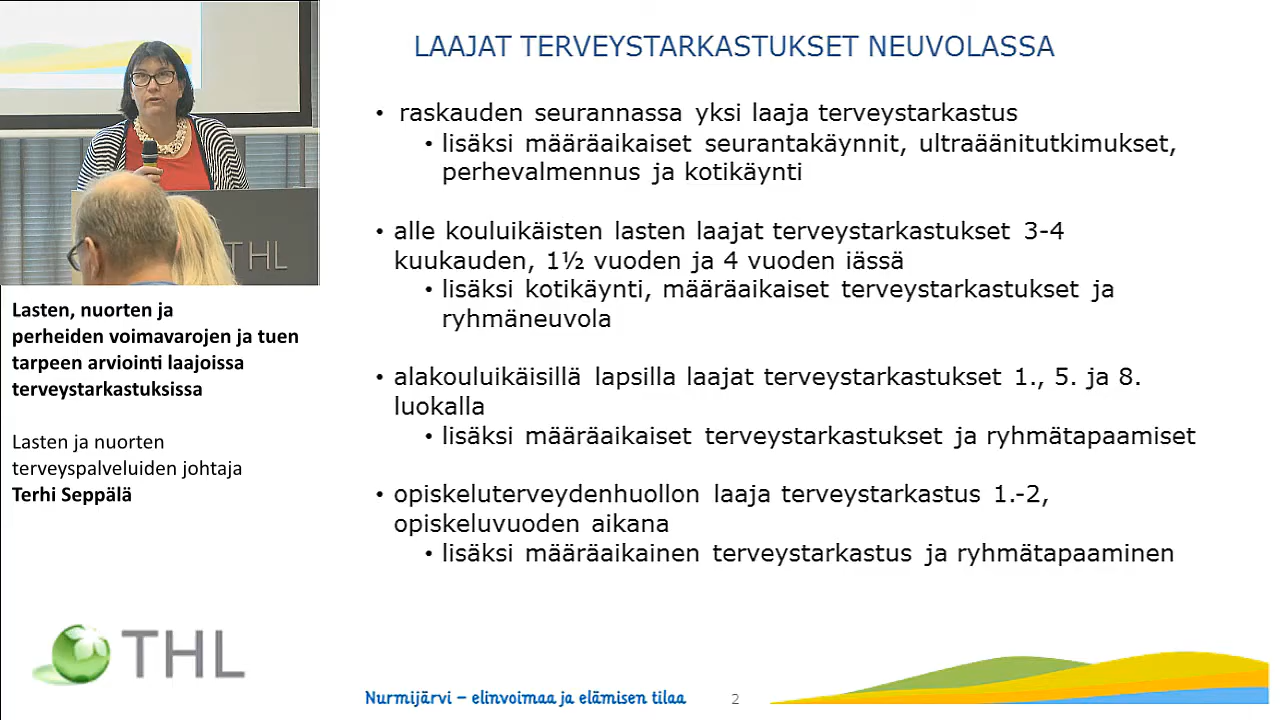 LAAJAT TERVEYSTARKASTUKSET NEUVOLASSA
• raskauden seurannassa yksi laaja terveystarkastus
• lisäksi määräaikaiset seurantakäynnit, ultraäänitutkimukset,
perhevalmennus ja kotikäynti
• alle kouluikäisten lasten laajat terveystarkastukset 3-4
kuukauden, 1½ vuoden ja 4 vuoden iässä
• lisäksi kotikäynti, määräaikaiset terveystarkastukset ja
ryhmäneuvola
• alakouluikäisillä lapsilla laajat terveystarkastukset 1., 5. ja 8.
luokalla
• lisäksi määräaikaiset terveystarkastukset ja ryhmätapaamiset
• opiskeluterveydenhuollon laaja terveystarkastus 1.-2,
opiskeluvuoden aikana
• lisäksi määräaikainen terveystarkastus ja ryhmätapaaminen
THL
Lasten, nuorten ja
perheiden voimavarojen ja tuen
tarpeen arviointi laajoissa
terveystarkastuksissa
Lasten ja nuorten
terveyspalveluiden johtaja
Terhi Seppälä
THL
Nurmijärvi – elinvoimaa ja elämisen tilaa
2